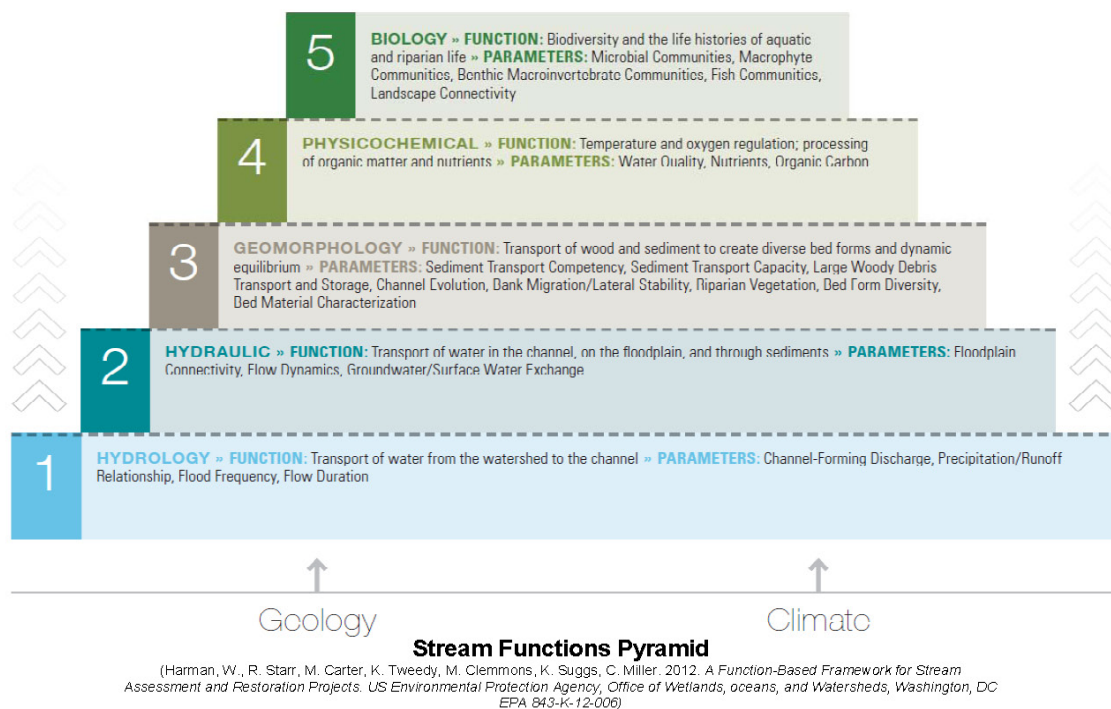 5
BIOLOGY » FUNCTION: Biodiversity and the life histories of aquatic
and riparian life » PARAMETERS: Microbial Communities, Macrophyte
Communities, Benthic Macroinvertebrate Communities, Fish Communities,
Landscape Connectivity
4
PHYSICOCHEMICAL » FUNCTION: Temperature and oxygen regulation; processing
of organic matter and nutrients » PARAMETERS: Water Quality, Nutrients, Organic Carbon
3
GEOMORPHOLOGY » FUNCTION: Transport of wood and sediment to create diverse bed forms and dynamic
equilibrium » PARAMETERS: Sediment Transport Competency, Sediment Transport Capacity, Large Woody Debris
Transport and Storage, Channel Evolution, Bank Migration/Lateral Stability, Riparian Vegetation, Bed Form Diversity,
Bed Material Characterization
2
HYDRAULIC » FUNCTION: Transport of water in the channel, on the floodplain, and through sediments » PARAMETERS: Floodplain
Connectivity, Flow Dynamics, Groundwater/Surface Water Exchange
1
HYDROLOGY » FUNCTION: Transport of water from the watershed to the channel » PARAMETERS: Channel-Forming Discharge, Precipitation/Runoff
Relationship, Flood Frequency, Flow Duration
Geology Climate
Stream Functions Pyramid
(Harman, W., R. Starr, M. Carter, K. Tweedy, M. Clemmons, K. Suggs, C. Miller. 2012. A Function-Based Framework for Stream
Assessment and Restoration Projects. US Environmental Protection Agency, Office of Wetlands, oceans, and Watersheds, Washington, DC
EPA 843-K-12-006)